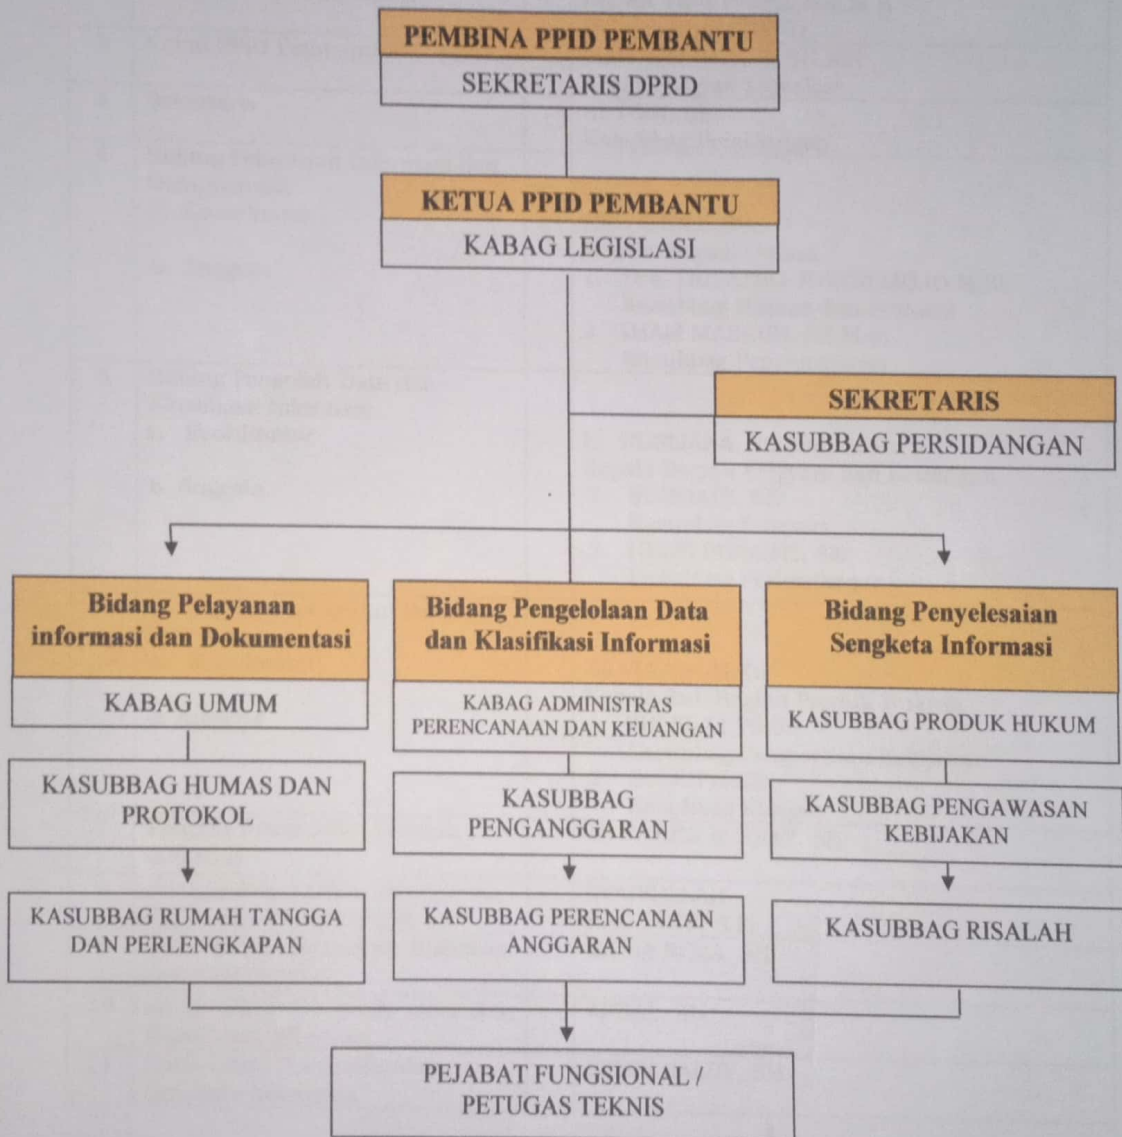 PEMBINA PPID PEMBANTU
SEKRETARIS DPRD
KETUA PPID PEMBANTU
KABAG LEGISLASI
SEKRETARIS
KASUBBAG PERSIDANGAN
Bidang Pelayanan
informasi dan Dokumentasi
KABAG UMUM
KASUBBAG HUMAS DAN
PROTOKOL
KASUBBAG RUMAH TANGGA
DAN PERLENGKAPAN
Bidang Pengelolaan Data
dan Klasifikasi Informasi
KABAG ADMINISTRAS
PERENCANAAN DAN KEUANGAN
KASUBBAG
PENGANGGARAN
KASUBBAG PERENCANAAN
ANGGARAN
Bidang Penyelesaian
Sengketa Informasi
KASUBBAG PRODUK HUKUM
KASUBBAG PENGAWASAN
KEBIJAKAN
KASUBBAG RISALAH
PEJABAT FUNGSIONAL /
PETUGAS TEKNIS